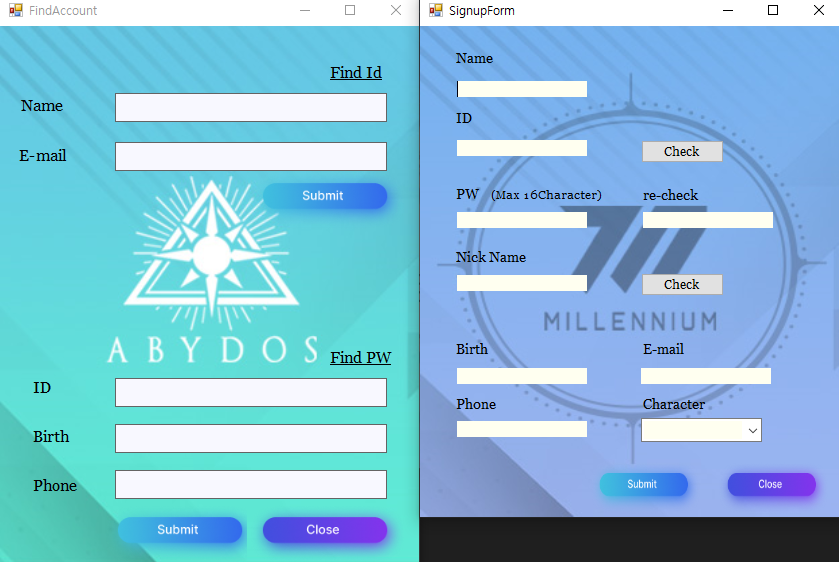 FindAccount
Find Id
Name
E-mail
Submit
ABYDOS
Find PW
ID
Birth
Phone
Submit Close
SignupForm
Name
ID
Check
PW (Max 16Character) re-check
Nick Name
Check
MILLENNIUM
Birth E-mail
Phone Character
Submit Close